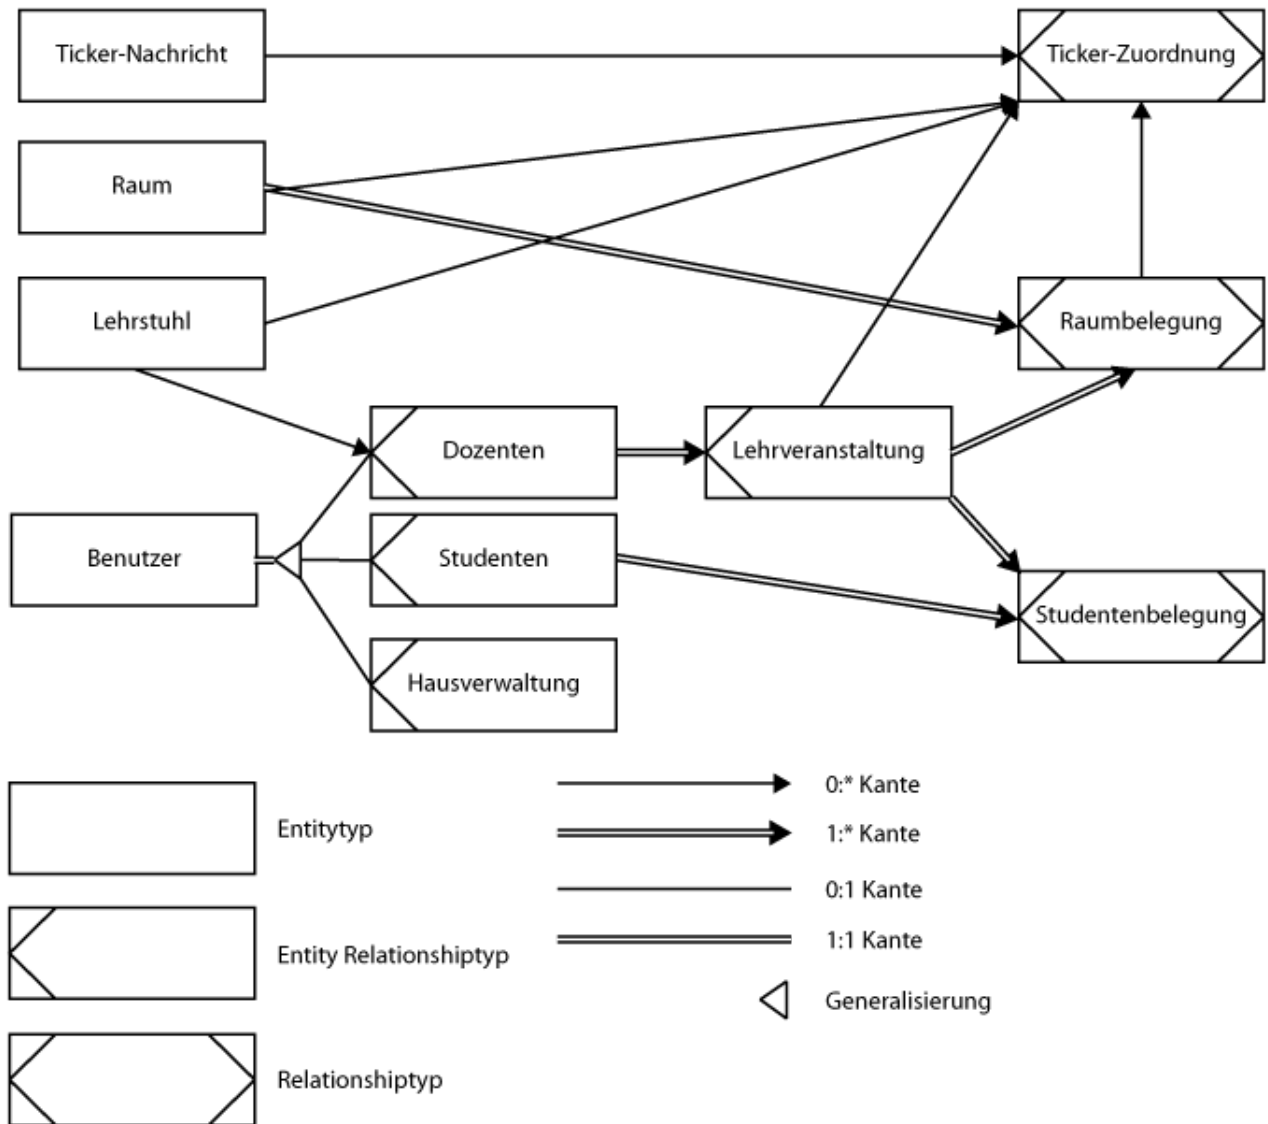 Ticker-Nachricht
Ticker-Zuordnung
Raum
Lehrstuhl
Raumbelegung
Dozenten
Lehrveranstaltung
Benutzer
Studenten
Studentenbelegung
Hausverwaltung
Entitytyp
Entity Relationshiptyp
Relationshiptyp
0:* Kante
1:* Kante
0:1 Kante
1:1 Kante
Generalisierung